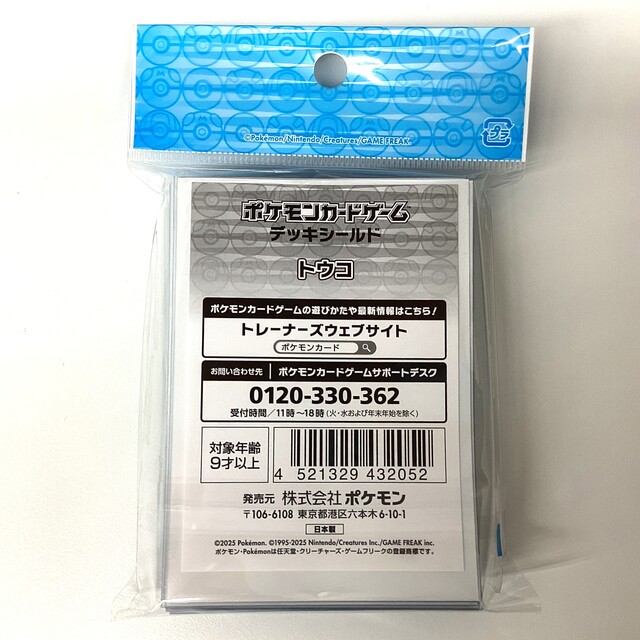 ©Pokémon/Nintendo/Creatures/GAME FREAK
プラ
ポケモンカードゲーム
デッキシールド
トウコ
ポケモンカードゲームの遊びかたや最新情報はこちら！
トレーナーズウェブサイト
ポケモンカード
お問い合わせ先 ポケモンカードゲームサポートデスク
0120-330-362
受付時間／11時〜18時(火・水および年末年始を除く)
対象年齢
9才以上
4 521329 432052
発売元 株式会社ポケモン
〒106-6108 東京都港区六本木6-10-1
日本製
©2025 Pokémon. ©1995-2025 Nintendo/Creatures Inc./GAME FREAK inc.
ポケモン・Pokémonは任天堂・クリーチャーズ・ゲームフリークの登録商標です。